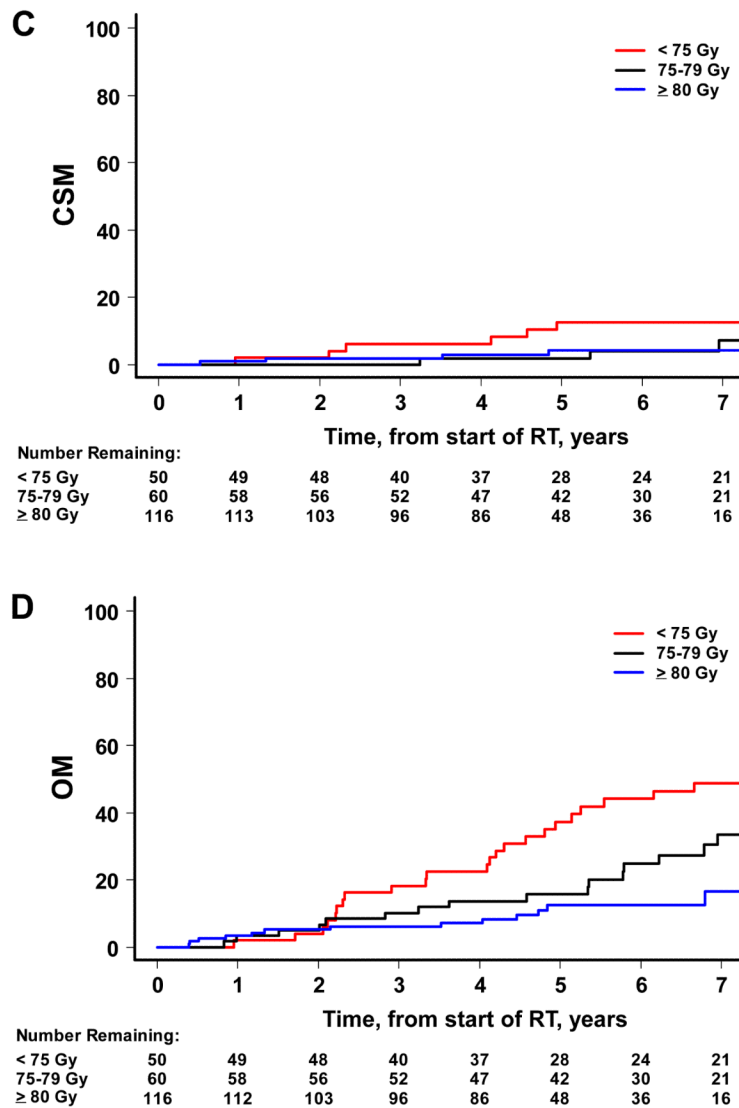 C
100
80
60
40
20
0
CSM
< 75 Gy
75-79 Gy
≥ 80 Gy
0 1 2 3 4 5 6 7
Time, from start of RT, years
Number Remaining:
< 75 Gy 50 49 48 40 37 28 24 21
75-79 Gy 60 58 56 52 47 42 30 21
≥ 80 Gy 116 113 103 96 86 48 36 16
D
100
80
60
40
20
0
OM
< 75 Gy
75-79 Gy
≥ 80 Gy
0 1 2 3 4 5 6 7
Time, from start of RT, years
Number Remaining:
< 75 Gy 50 49 48 40 37 28 24 21
75-79 Gy 60 58 56 52 47 42 30 21
≥ 80 Gy 116 112 103 96 86 48 36 16